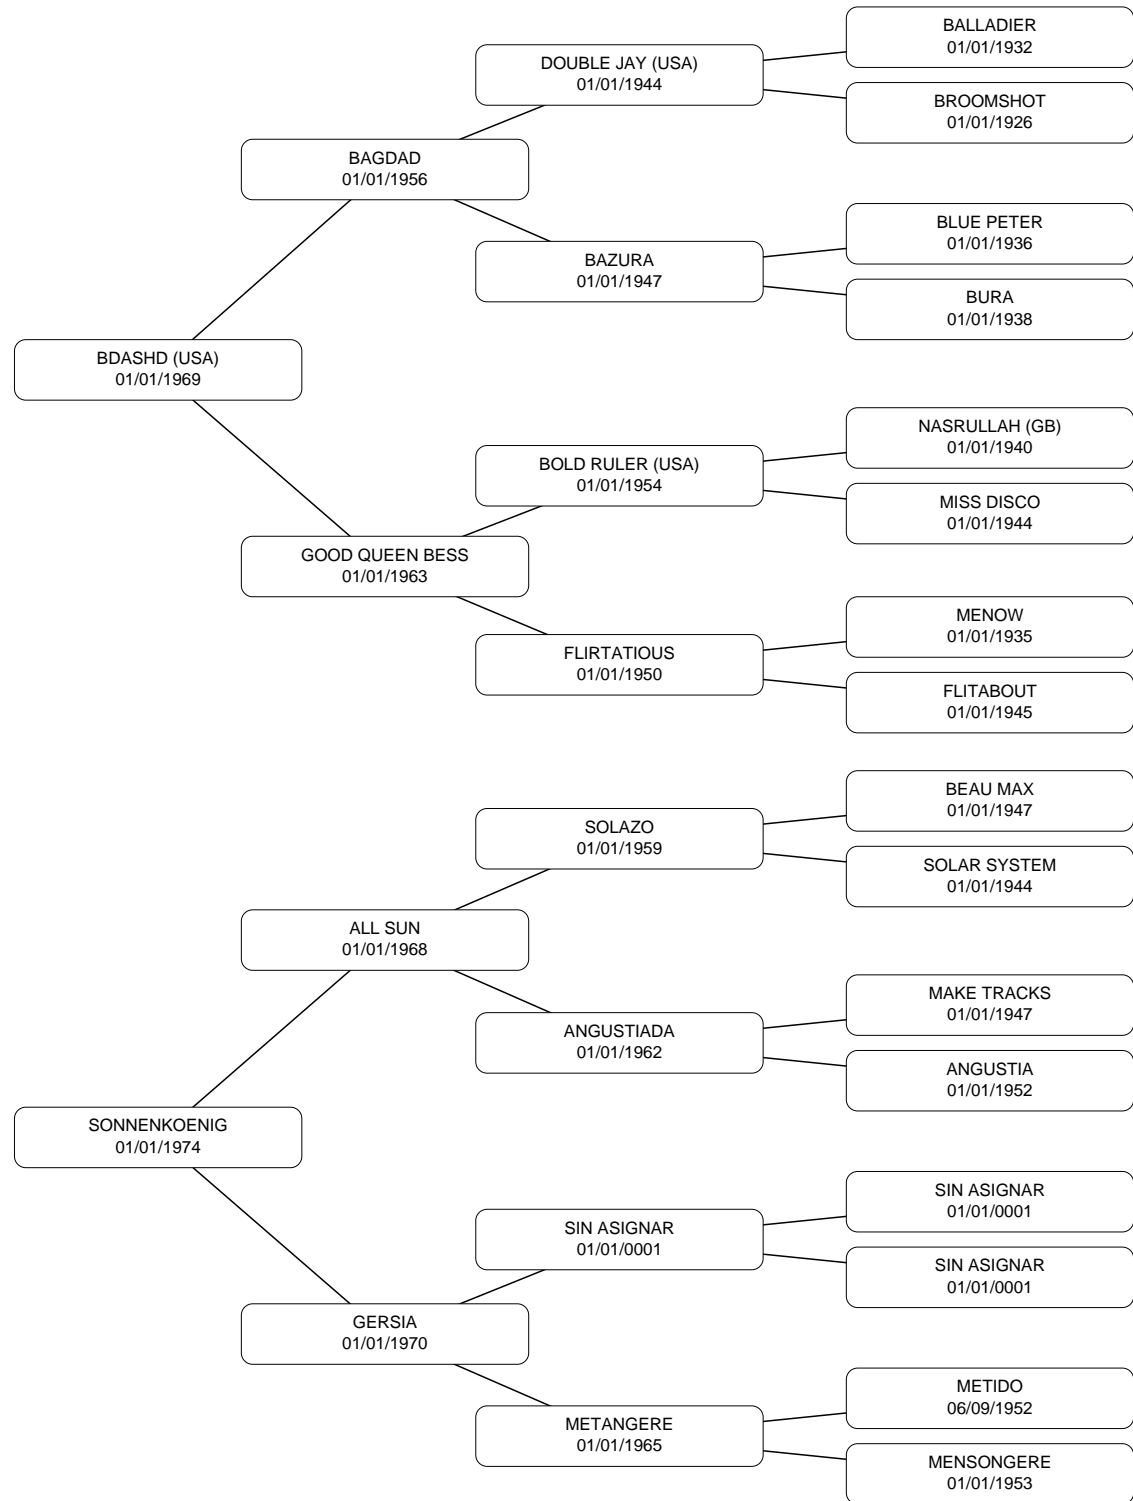 BALLADIER
01/01/1932
DOUBLE JAY (USA)
01/01/1944
BROOMSHOT
01/01/1926
BAGDAD
01/01/1956
BLUE PETER
01/01/1936
BAZURA
01/01/1947
BURA
01/01/1938
BDASHD (USA)
01/01/1969
NASRULLAH (GB)
01/01/1940
BOLD RULER (USA)
01/01/1954
MISS DISCO
01/01/1944
GOOD QUEEN BESS
01/01/1963
MENOW
01/01/1935
FLIRTATIOUS
01/01/1950
FLITABOUT
01/01/1945
BEAU MAX
01/01/1947
SOLAZO
01/01/1959
SOLAR SYSTEM
01/01/1944
ALL SUN
01/01/1968
MAKE TRACKS
01/01/1947
ANGUSTIADA
01/01/1962
ANGUSTIA
01/01/1952
SONNENKOENIG
01/01/1974
SIN ASIGNAR
01/01/0001
SIN ASIGNAR
01/01/0001
SIN ASIGNAR
01/01/0001
GERSIA
01/01/1970
METIDO
06/09/1952
METANGERE
01/01/1965
MENSONGERE
01/01/1953